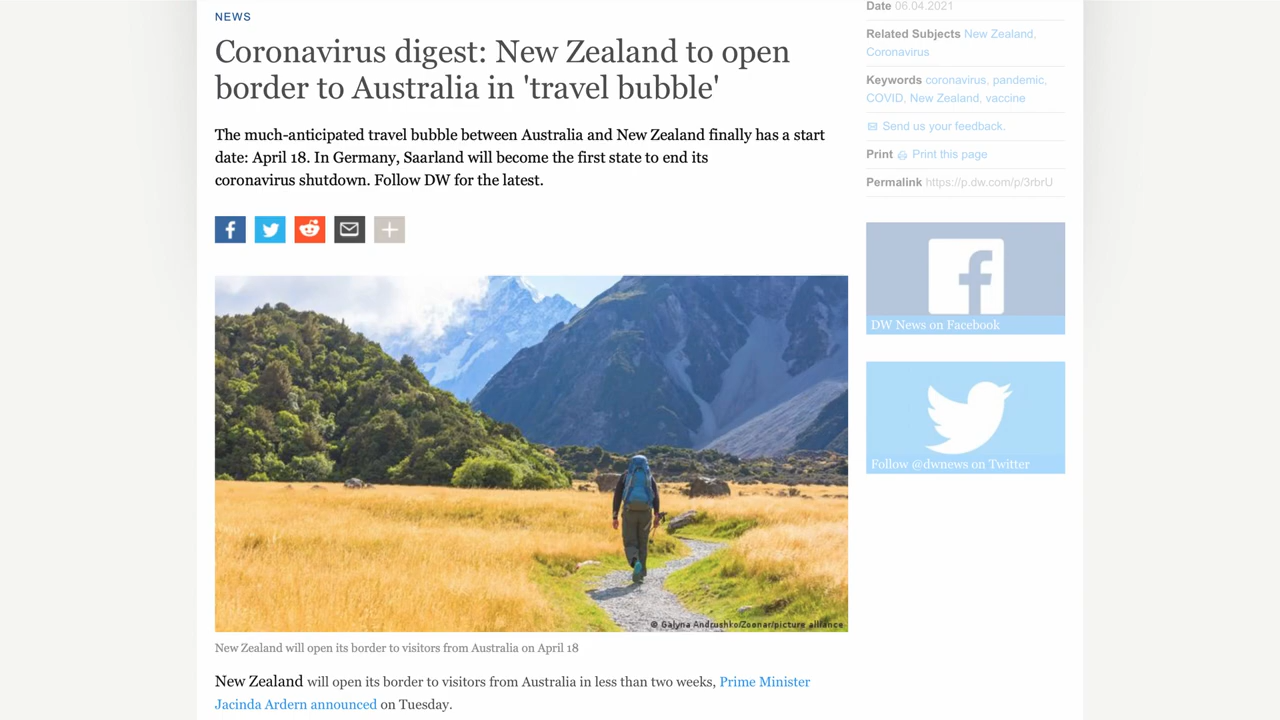 NEWS
Coronavirus digest: New Zealand to open
border to Australia in 'travel bubble'
The much-anticipated travel bubble between Australia and New Zealand finally has a start
date: April 18. In Germany, Saarland will become the first state to end its
coronavirus shutdown. Follow DW for the latest.
© Galyna Andrushko/Zoonar/picture alliance
New Zealand will open its border to visitors from Australia on April 18
New Zealand will open its border to visitors from Australia in less than two weeks, Prime Minister
Jacinda Ardern announced on Tuesday.
Date 06.04.2021
Related Subjects New Zealand,
Coronavirus
Keywords coronavirus, pandemic,
COVID, New Zealand, vaccine
Send us your feedback.
Print Print this page
Permalink https://p.dw.com/p/3rbrU
DW News on Facebook
Follow @dwnews on Twitter